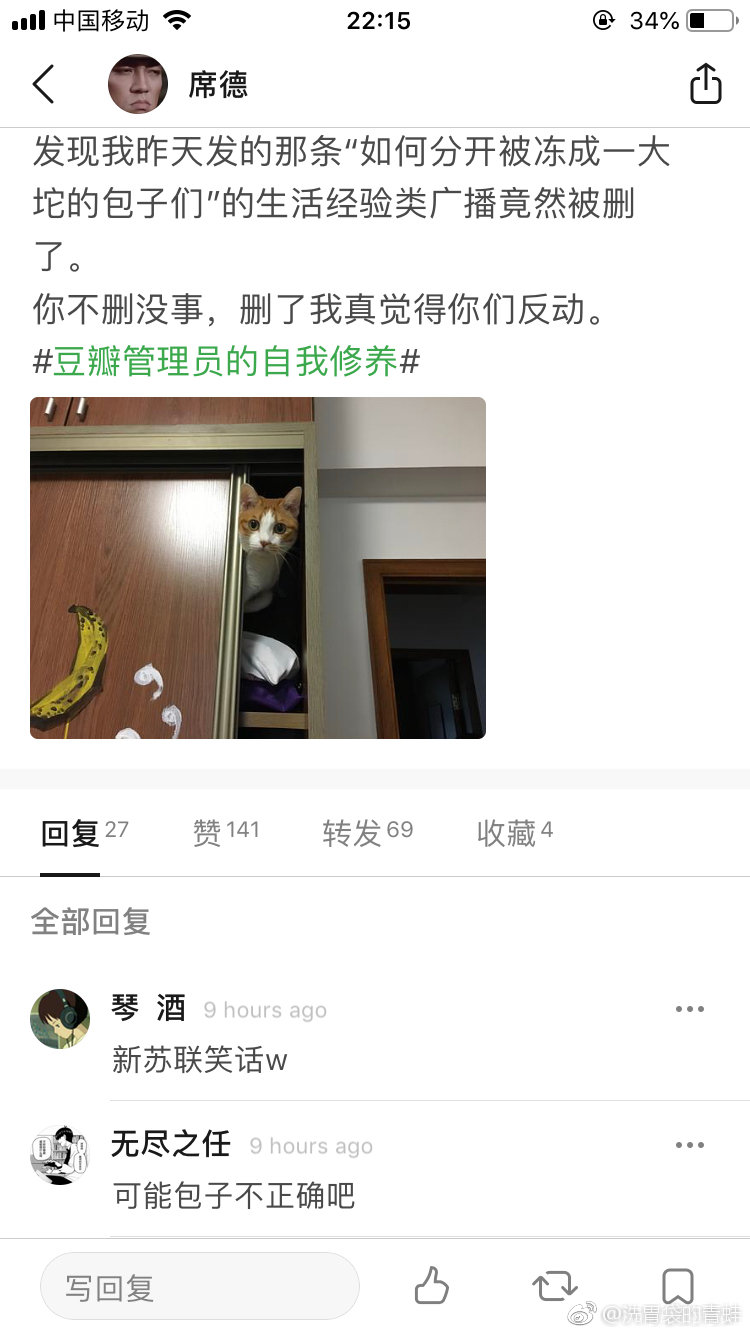 中国移动
22:15
34%
席德
发现我昨天发的那条“如何分开被冻成一大
坨的包子们”的生活经验类广播竟然被删
了。
你不删没事，删了我真觉得你们反动。
#豆瓣管理员的自我修养#
回复 27 赞 141 转发 69 收藏 4
全部回复
琴 酒 9 hours ago
新苏联笑话w
无尽之任 9 hours ago
可能包子不正确吧
写回复
@洗胃袋的青蛙